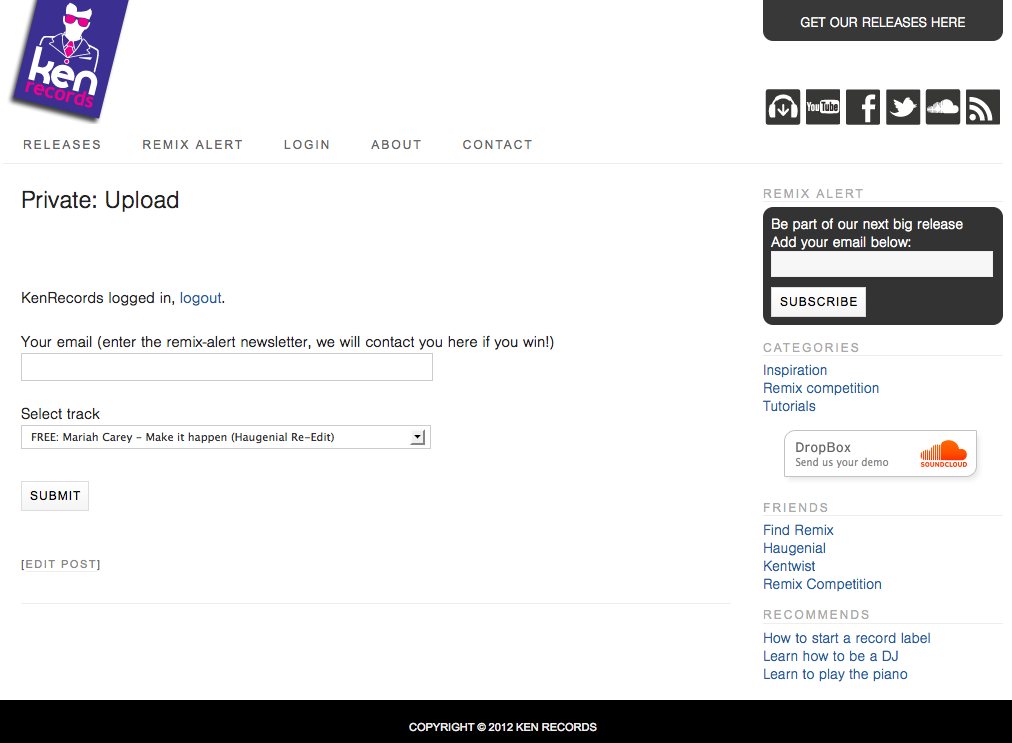 ken
records
GET OUR RELEASES HERE
You Tube
RELEASES REMIX ALERT LOGIN ABOUT CONTACT
Private: Upload
KenRecords logged in, logout.
Your email (enter the remix-alert newsletter, we will contact you here if you win!)
Select track
FREE: Mariah Carey – Make it happen (Haugenial Re-Edit)
SUBMIT
[EDIT POST]
REMIX ALERT
Be part of our next big release
Add your email below:
SUBSCRIBE
CATEGORIES
Inspiration
Remix competition
Tutorials
DropBox
Send us your demo
SOUNDCLOUD
FRIENDS
Find Remix
Haugenial
Kentwist
Remix Competition
RECOMMENDS
How to start a record label
Learn how to be a DJ
Learn to play the piano
COPYRIGHT © 2012 KEN RECORDS